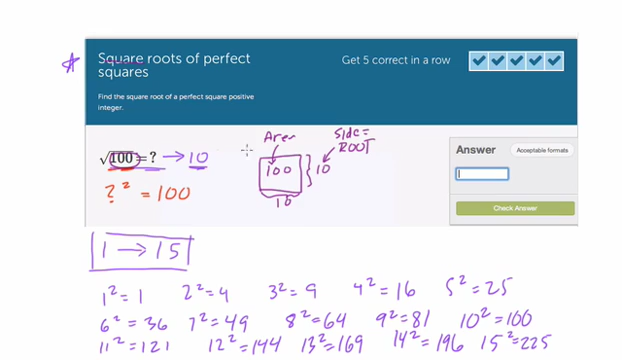 Square roots of perfect squares
Get 5 correct in a row
Find the square root of a perfect square positive
integer.
√100 = ? → 10
?² = 100
Area
100
10
10
Side =
ROOT
Answer
Acceptable formats
Check Answer
1 → 15
1² = 1 2² = 4 3² = 9 4² = 16 5² = 25
6² = 36 7² = 49 8² = 64 9² = 81 10² = 100
11² = 121 12² = 144 13² = 169 14² = 196 15² = 225